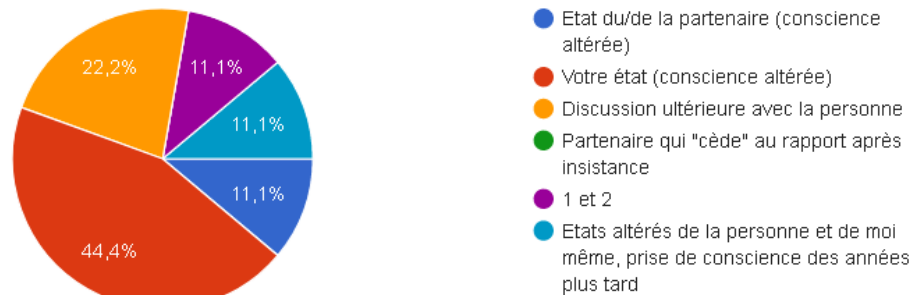 22,2%
11,1%
11,1%
11,1%
44,4%
Etat du/de la partenaire (conscience
altérée)
Votre état (conscience altérée)
Discussion ultérieure avec la personne
Partenaire qui "cède" au rapport après
insistance
1 et 2
Etats altérés de la personne et de moi
même, prise de conscience des années
plus tard